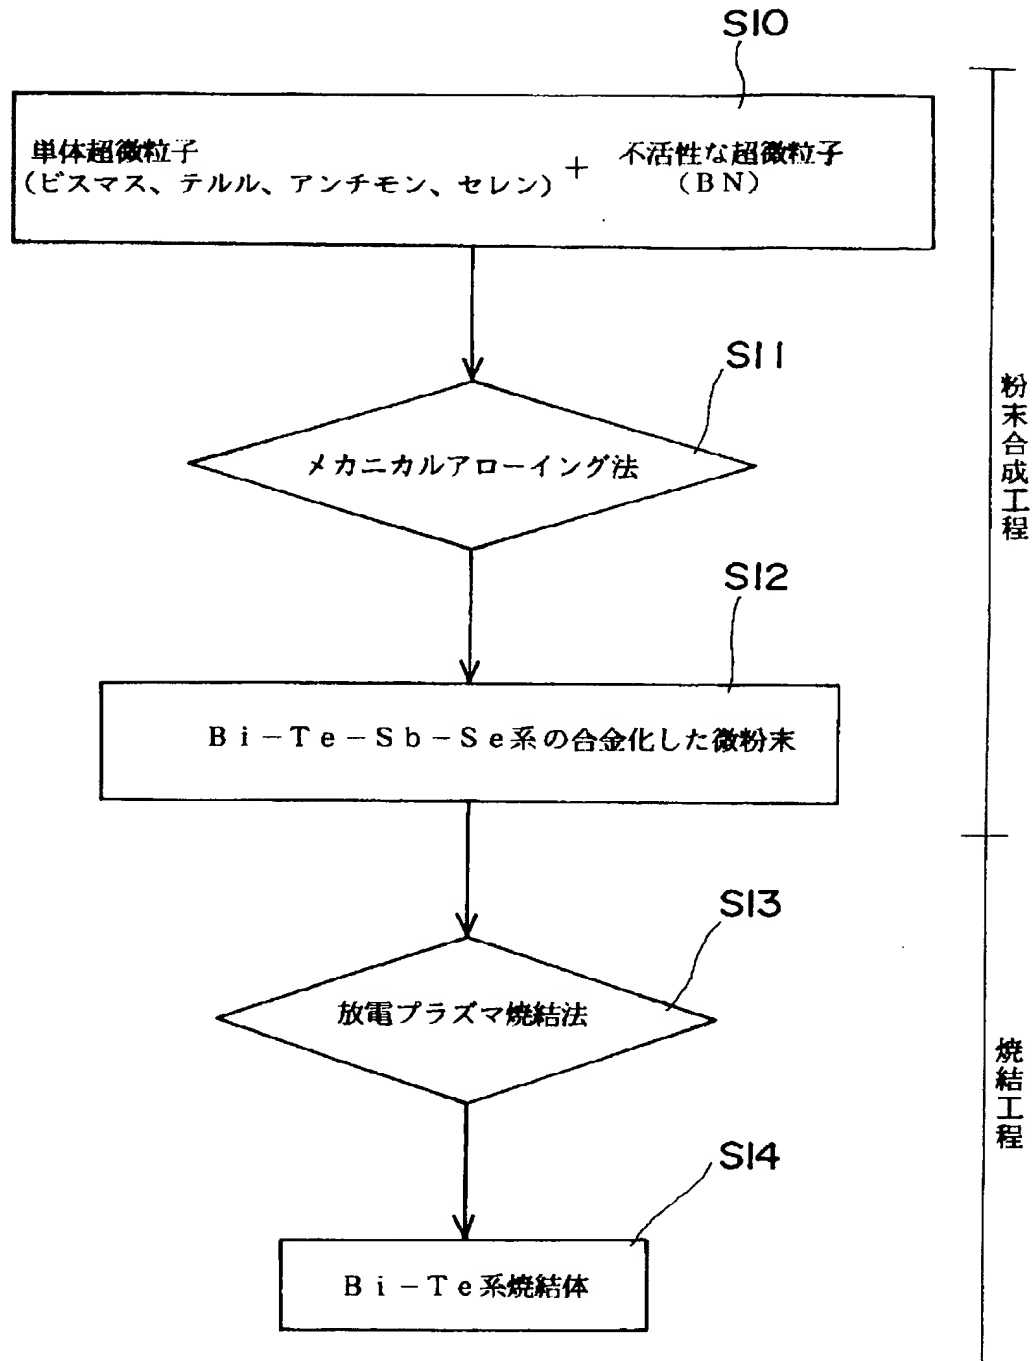 S10
単体超微粒子
(ビスマス、テルル、アンチモン、セレン)
+
不活性な超微粒子
(BN)
S11
メカニカルアローイング法
粉末合成工程
S12
Bi-Te-Sb-Se系の合金化した微粉末
S13
放電プラズマ焼結法
焼結工程
S14
Bi-Te系焼結体